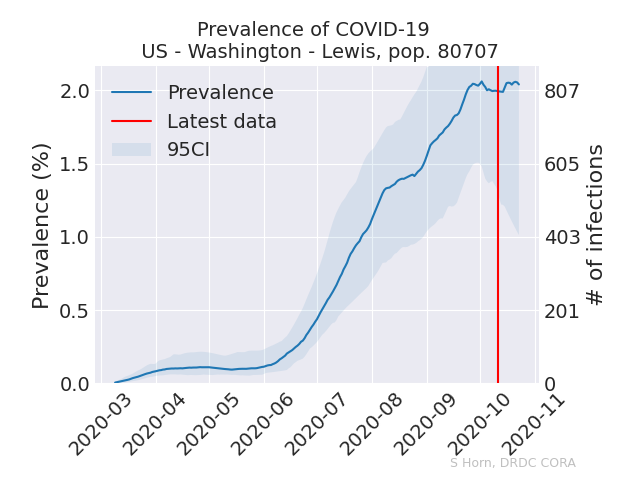 Prevalence of COVID-19
US - Washington - Lewis, pop. 80707
Prevalence
Latest data
95CI
Prevalence (%)
2.0
1.5
1.0
0.5
0.0
# of infections
807
605
403
201
0
2020-03
2020-04
2020-05
2020-06
2020-07
2020-08
2020-09
2020-10
2020-11
S Horn, DRDC CORA